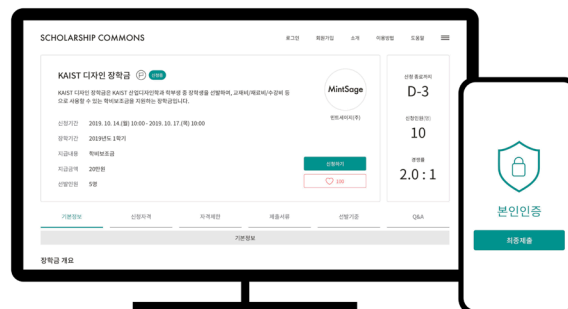 SCHOLARSHIP COMMONS
로그인 회원가입 소개 이용방법 도움말
KAIST 디자인 장학금 P 신청중
KAIST 디자인 장학금은 KAIST 산업디자인학과 학부생 중 장학생을 선발하며, 교재비/재료비/수강비 등
으로 사용할 수 있는 학비보조금을 지원하는 장학금입니다.
신청기간 2019. 10. 14.(월) 10:00 - 2019. 10. 17.(목) 10:00
장학기간 2019년도 1학기
지급내용 학비보조금
지급금액 20만원
선발인원 5명
MintSage
민트세이지(주)
신청하기
108
신청 종료까지
D-3
신청인원(명)
10
경쟁률
2.0 : 1
기본정보 신청자격 자격제한 제출서류 선발기준 Q&A
기본정보
장학금 개요
본인인증
최종제출